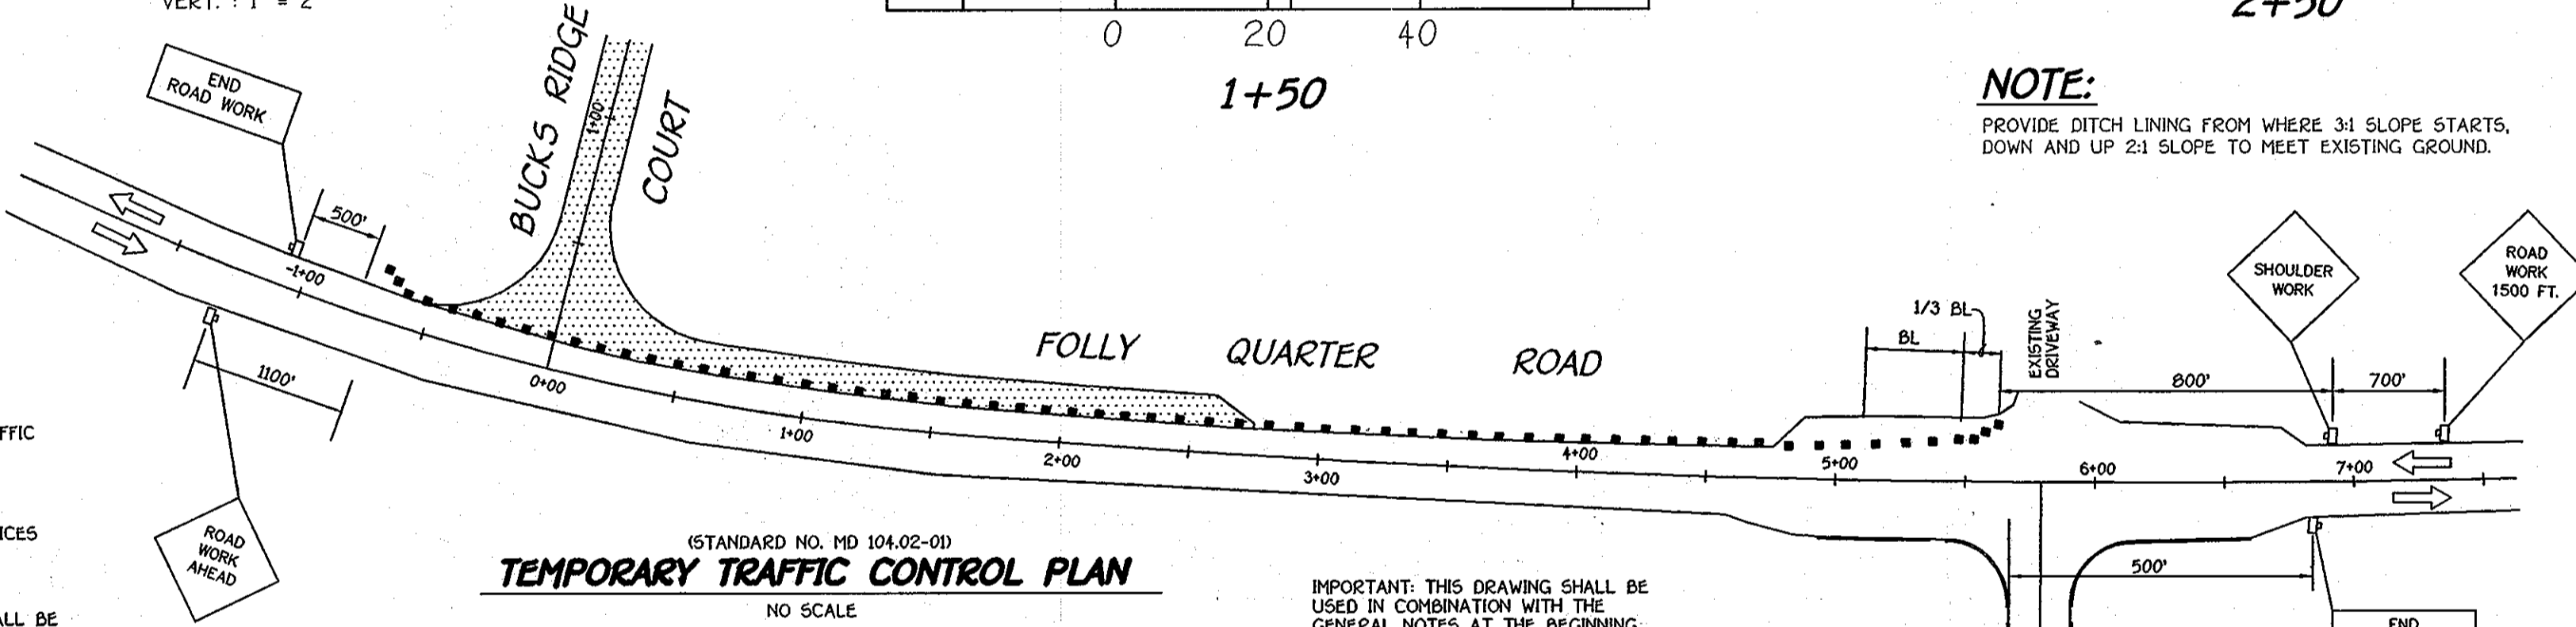 VERT. : 1" = 2'
0 20 40
1+50
2+50
NOTE:
PROVIDE DITCH LINING FROM WHERE 3:1 SLOPE STARTS,
DOWN AND UP 2:1 SLOPE TO MEET EXISTING GROUND.
END
ROAD WORK
500'
-1+00
BUCKS RIDGE
COURT
1+00
1100'
0+00
1+00
2+00
3+00
4+00
5+00
6+00
7+00
FOLLY QUARTER ROAD
BL
1/3 BL
EXISTING
DRIVEWAY
800'
700'
SHOULDER
WORK
ROAD
WORK
1500 FT.
500'
END
ROAD
WORK
AHEAD
(STANDARD NO. MD 104.02-01)
TEMPORARY TRAFFIC CONTROL PLAN
NO SCALE
IMPORTANT: THIS DRAWING SHALL BE
USED IN COMBINATION WITH THE
GENERAL NOTES AT THE BEGINNING